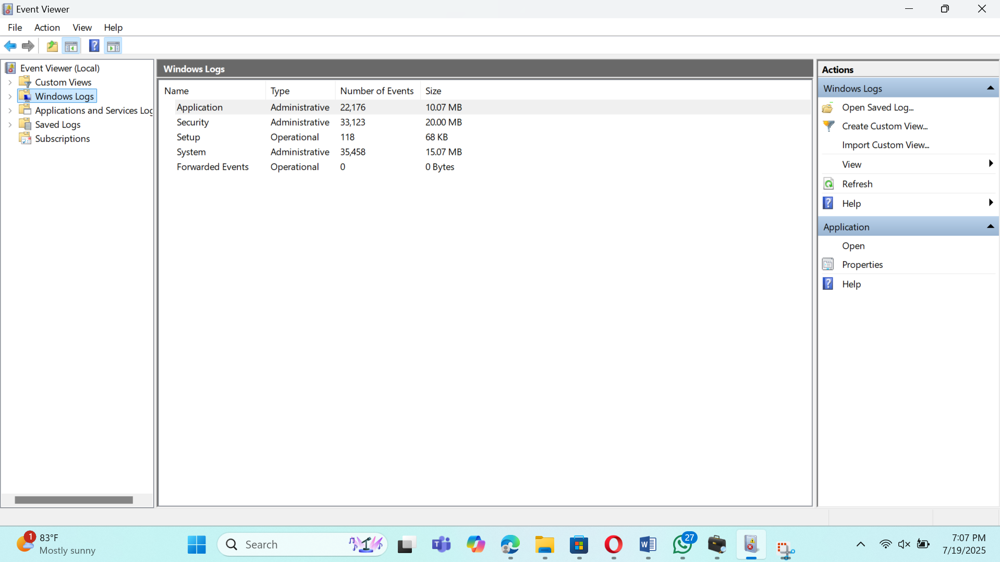 Event Viewer
File Action View Help
Event Viewer (Local)
Custom Views
Windows Logs
Applications and Services Log
Saved Logs
Subscriptions
Windows Logs
Name Type Number of Events Size
Application Administrative 22,176 10.07 MB
Security Administrative 33,123 20.00 MB
Setup Operational 118 68 KB
System Administrative 35,458 15.07 MB
Forwarded Events Operational 0 0 Bytes
Actions
Windows Logs
Open Saved Log...
Create Custom View...
Import Custom View...
View
Refresh
Help
Application
Open
Properties
Help
1
83°F
Mostly sunny
Search
27
7:07 PM
7/19/2025